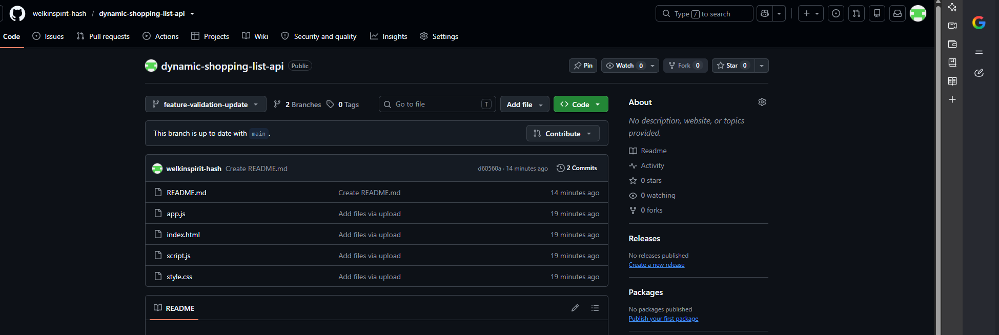 welkinspirit-hash / dynamic-shopping-list-api
Type / to search
Code Issues Pull requests Actions Projects Wiki Security and quality Insights Settings
dynamic-shopping-list-api Public
Pin Watch 0 Fork 0 Star 0
feature-validation-update 2 Branches 0 Tags Go to file T Add file Code
This branch is up to date with main.
Contribute
welkinspirit-hash Create README.md d60560a · 14 minutes ago 2 Commits
README.md Create README.md 14 minutes ago
app.js Add files via upload 19 minutes ago
index.html Add files via upload 19 minutes ago
script.js Add files via upload 19 minutes ago
style.css Add files via upload 19 minutes ago
README
About
No description, website, or topics
provided.
Readme
Activity
0 stars
0 watching
0 forks
Releases
No releases published
Create a new release
Packages
No packages published
Publish your first package